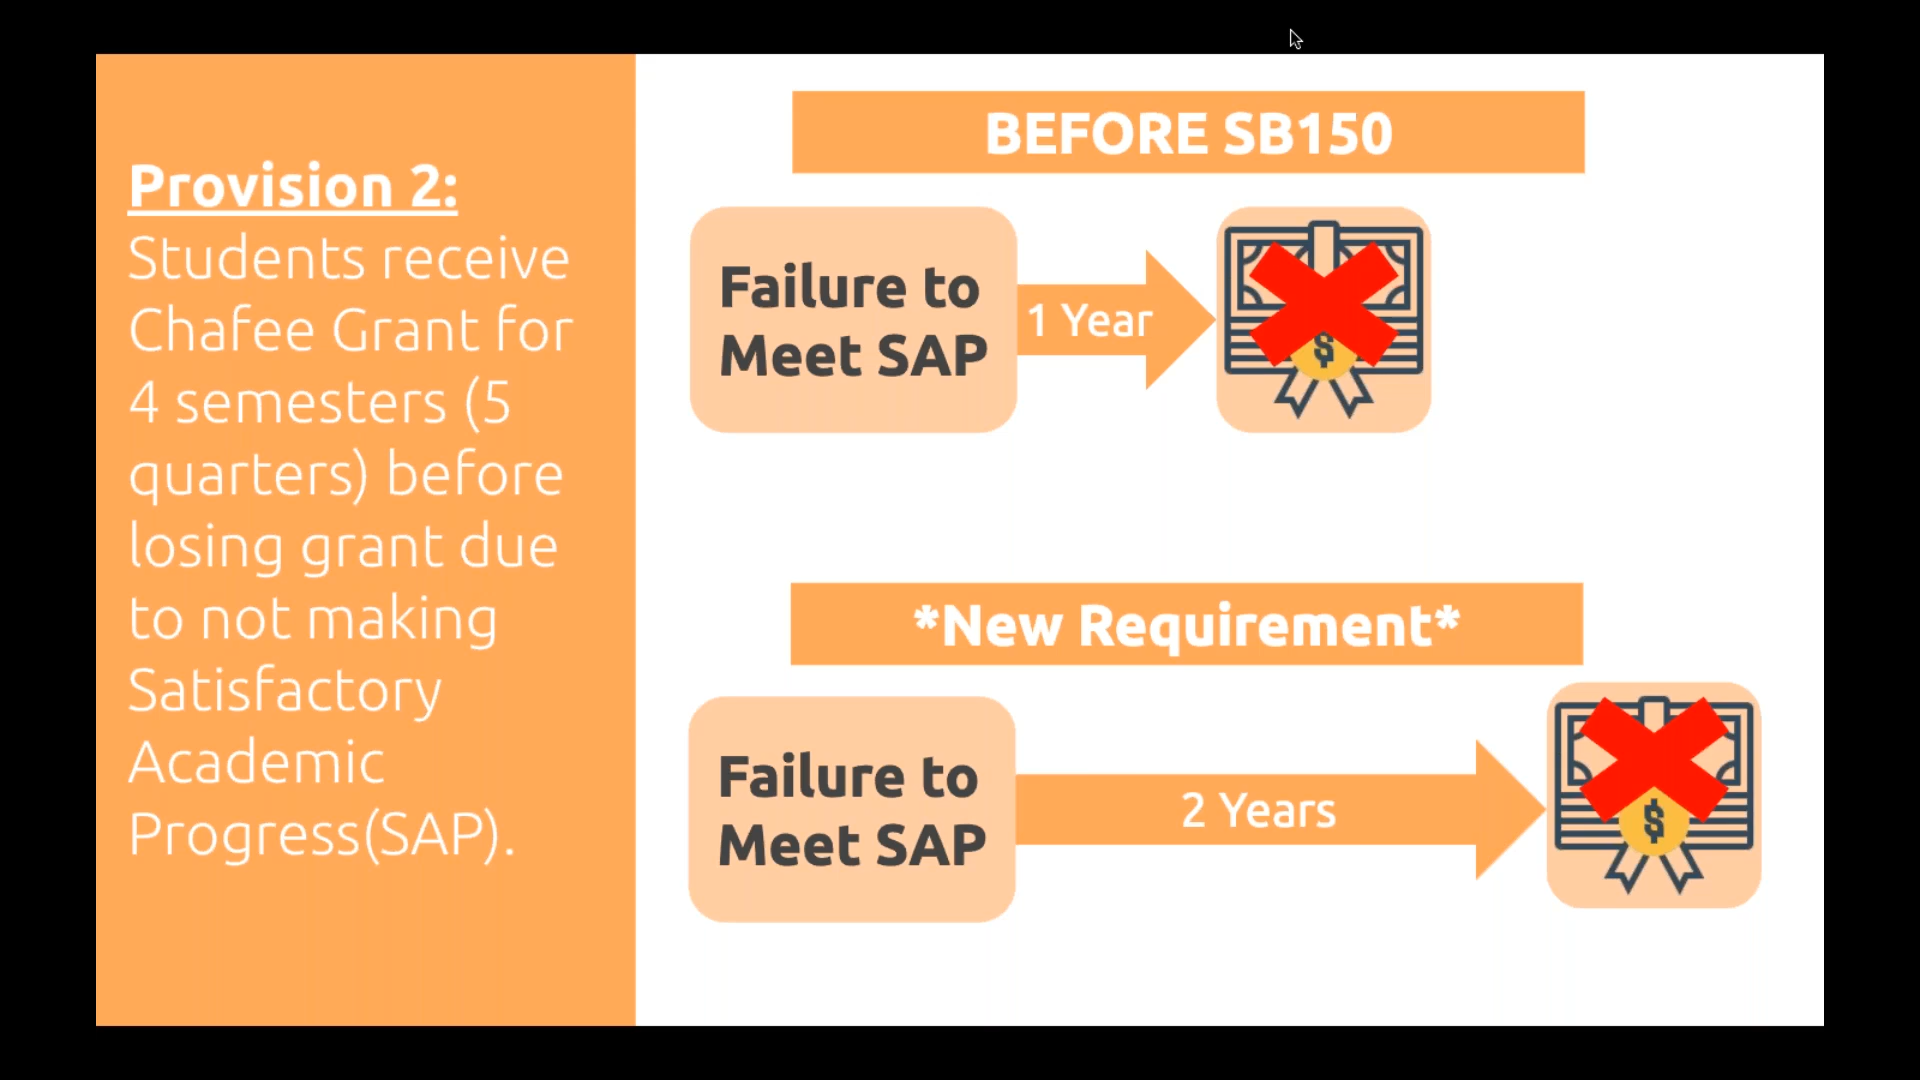 Provision 2:
Students receive
Chafee Grant for
4 semesters (5
quarters) before
losing grant due
to not making
Satisfactory
Academic
Progress(SAP).
BEFORE SB150
Failure to
Meet SAP
1 Year
$
*New Requirement*
Failure to
Meet SAP
2 Years
$